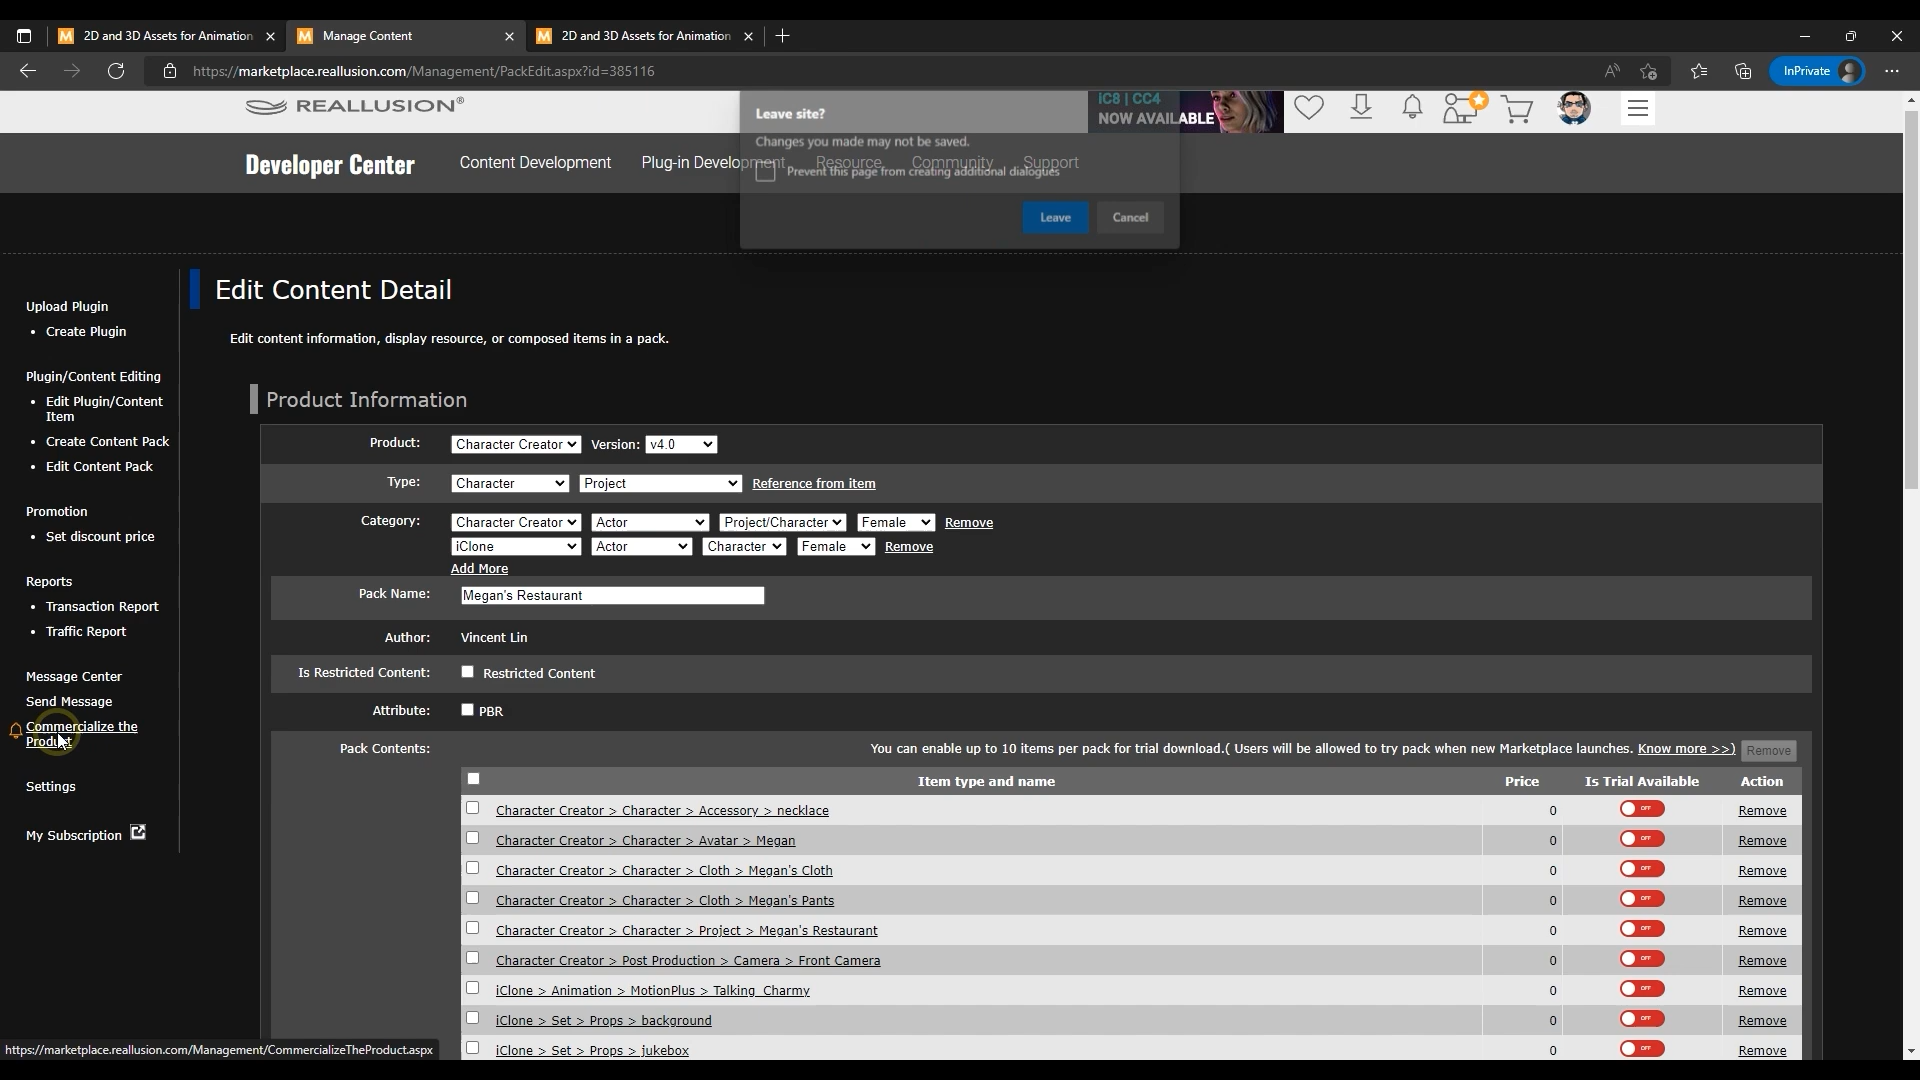 2D and 3D Assets for Animation
Manage Content
2D and 3D Assets for Animation
https://marketplace.reallusion.com/Management/PackEdit.aspx?id=385116
InPrivate
REALLUSION®
IC8 | CC4
NOW AVAILABLE
Leave site?
Changes you made may not be saved.
Prevent this page from creating additional dialogues
Leave
Cancel
Developer Center
Content Development
Plug-in Development
Resource
Community
Support
Upload Plugin
• Create Plugin
Plugin/Content Editing
• Edit Plugin/Content
Item
• Create Content Pack
• Edit Content Pack
Promotion
• Set discount price
Reports
• Transaction Report
• Traffic Report
Message Center
Send Message
Commercialize the
Product
Settings
My Subscription
Edit Content Detail
Edit content information, display resource, or composed items in a pack.
Product Information
Product: Character Creator Version: v4.0
Type: Character Project Reference from item
Category: Character Creator Actor Project/Character Female Remove
iClone Actor Character Female Remove
Add More
Pack Name: Megan's Restaurant
Author: Vincent Lin
Is Restricted Content: Restricted Content
Attribute: PBR
Pack Contents: You can enable up to 10 items per pack for trial download.( Users will be allowed to try pack when new Marketplace launches. Know more >>) Remove
Item type and name Price Is Trial Available Action
Character Creator > Character > Accessory > necklace 0 OFF Remove
Character Creator > Character > Avatar > Megan 0 OFF Remove
Character Creator > Character > Cloth > Megan's Cloth 0 OFF Remove
Character Creator > Character > Cloth > Megan's Pants 0 OFF Remove
Character Creator > Character > Project > Megan's Restaurant 0 OFF Remove
Character Creator > Post Production > Camera > Front Camera 0 OFF Remove
iClone > Animation > MotionPlus > Talking_Charmy 0 OFF Remove
iClone > Set > Props > background 0 OFF Remove
iClone > Set > Props > jukebox 0 OFF Remove
https://marketplace.reallusion.com/Management/CommercializeTheProduct.aspx